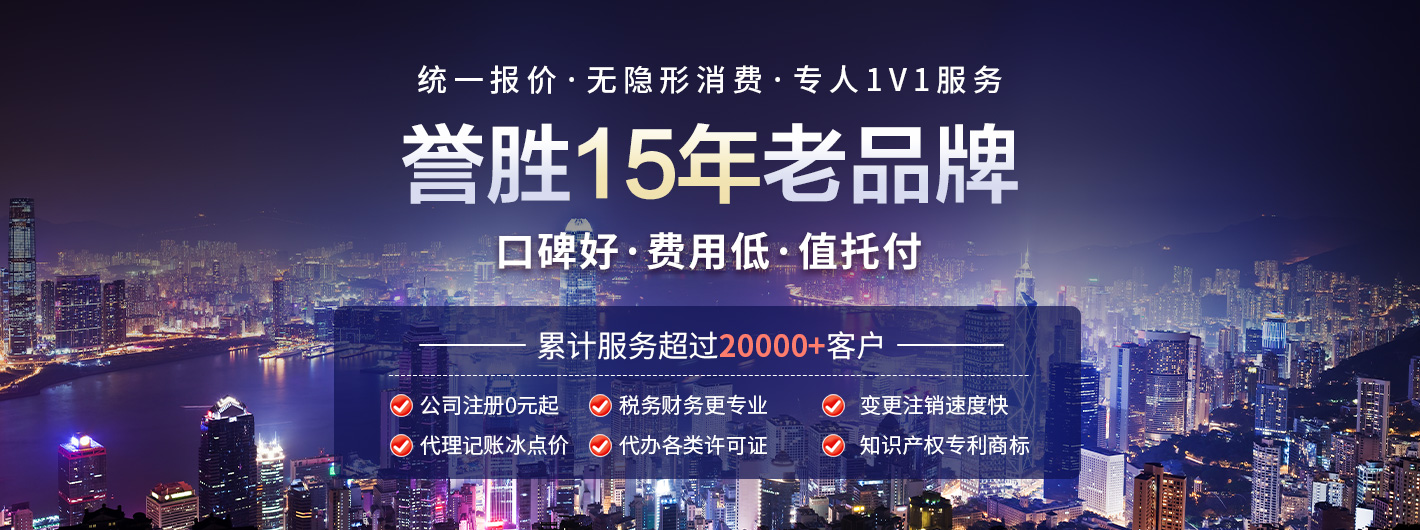 统一报价·无隐形消费·专人1V1服务
誉胜15年老品牌
口碑好·费用低·值托付
累计服务超过20000+客户
公司注册0元起 税务财务更专业 变更注销速度快
代理记账冰点价 代办各类许可证 知识产权专利商标